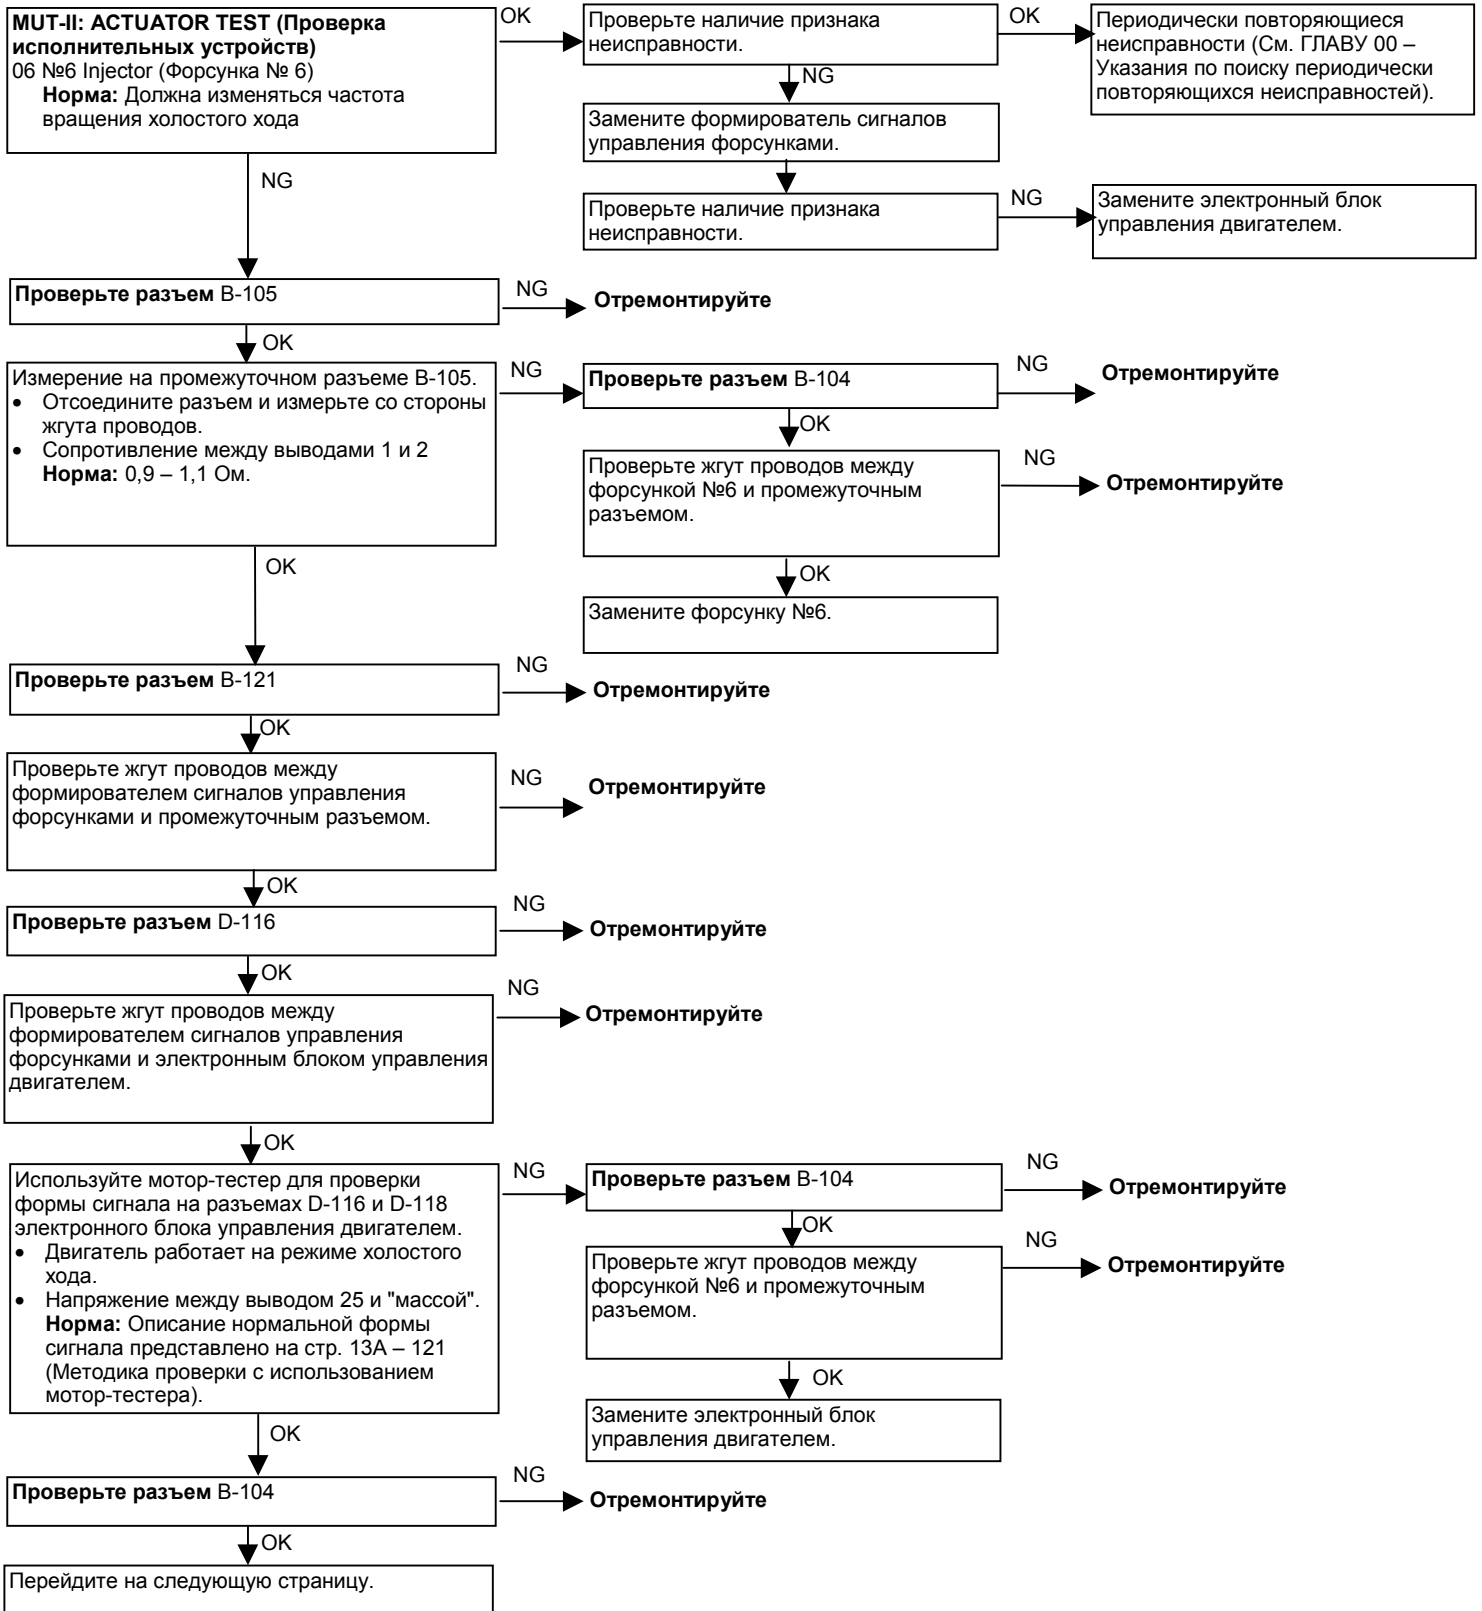 MUT-II: ACTUATOR TEST (Проверка
исполнительных устройств)
06 №6 Injector (Форсунка № 6)
Норма: Должна изменяться частота
вращения холостого хода
OK
Проверьте наличие признака
неисправности.
OK
Периодически повторяющиеся
неисправности (См. ГЛАВУ 00 –
Указания по поиску периодически
повторяющихся неисправностей).
NG
Замените формирователь сигналов
управления форсунками.
NG
Проверьте наличие признака
неисправности.
NG
Замените электронный блок
управления двигателем.
Проверьте разъем B-105
NG
Отремонтируйте
OK
Измерение на промежуточном разъеме B-105.
• Отсоедините разъем и измерьте со стороны
жгута проводов.
• Сопротивление между выводами 1 и 2
Норма: 0,9 – 1,1 Ом.
NG
Проверьте разъем B-104
NG
Отремонтируйте
OK
Проверьте жгут проводов между
форсункой №6 и промежуточным
разъемом.
NG
Отремонтируйте
OK
OK
Замените форсунку №6.
Проверьте разъем B-121
NG
Отремонтируйте
OK
Проверьте жгут проводов между
формирователем сигналов управления
форсунками и промежуточным разъемом.
NG
Отремонтируйте
OK
Проверьте разъем D-116
NG
Отремонтируйте
OK
Проверьте жгут проводов между
формирователем сигналов управления
форсунками и электронным блоком управления
двигателем.
NG
Отремонтируйте
OK
Используйте мотор-тестер для проверки
формы сигнала на разъемах D-116 и D-118
электронного блока управления двигателем.
• Двигатель работает на режиме холостого
хода.
• Напряжение между выводом 25 и "массой".
Норма: Описание нормальной формы
сигнала представлено на стр. 13A – 121
(Методика проверки с использованием
мотор-тестера).
NG
Проверьте разъем B-104
NG
Отремонтируйте
OK
Проверьте жгут проводов между
форсункой №6 и промежуточным
разъемом.
NG
Отремонтируйте
OK
Замените электронный блок
управления двигателем.
OK
Проверьте разъем B-104
NG
Отремонтируйте
OK
Перейдите на следующую страницу.